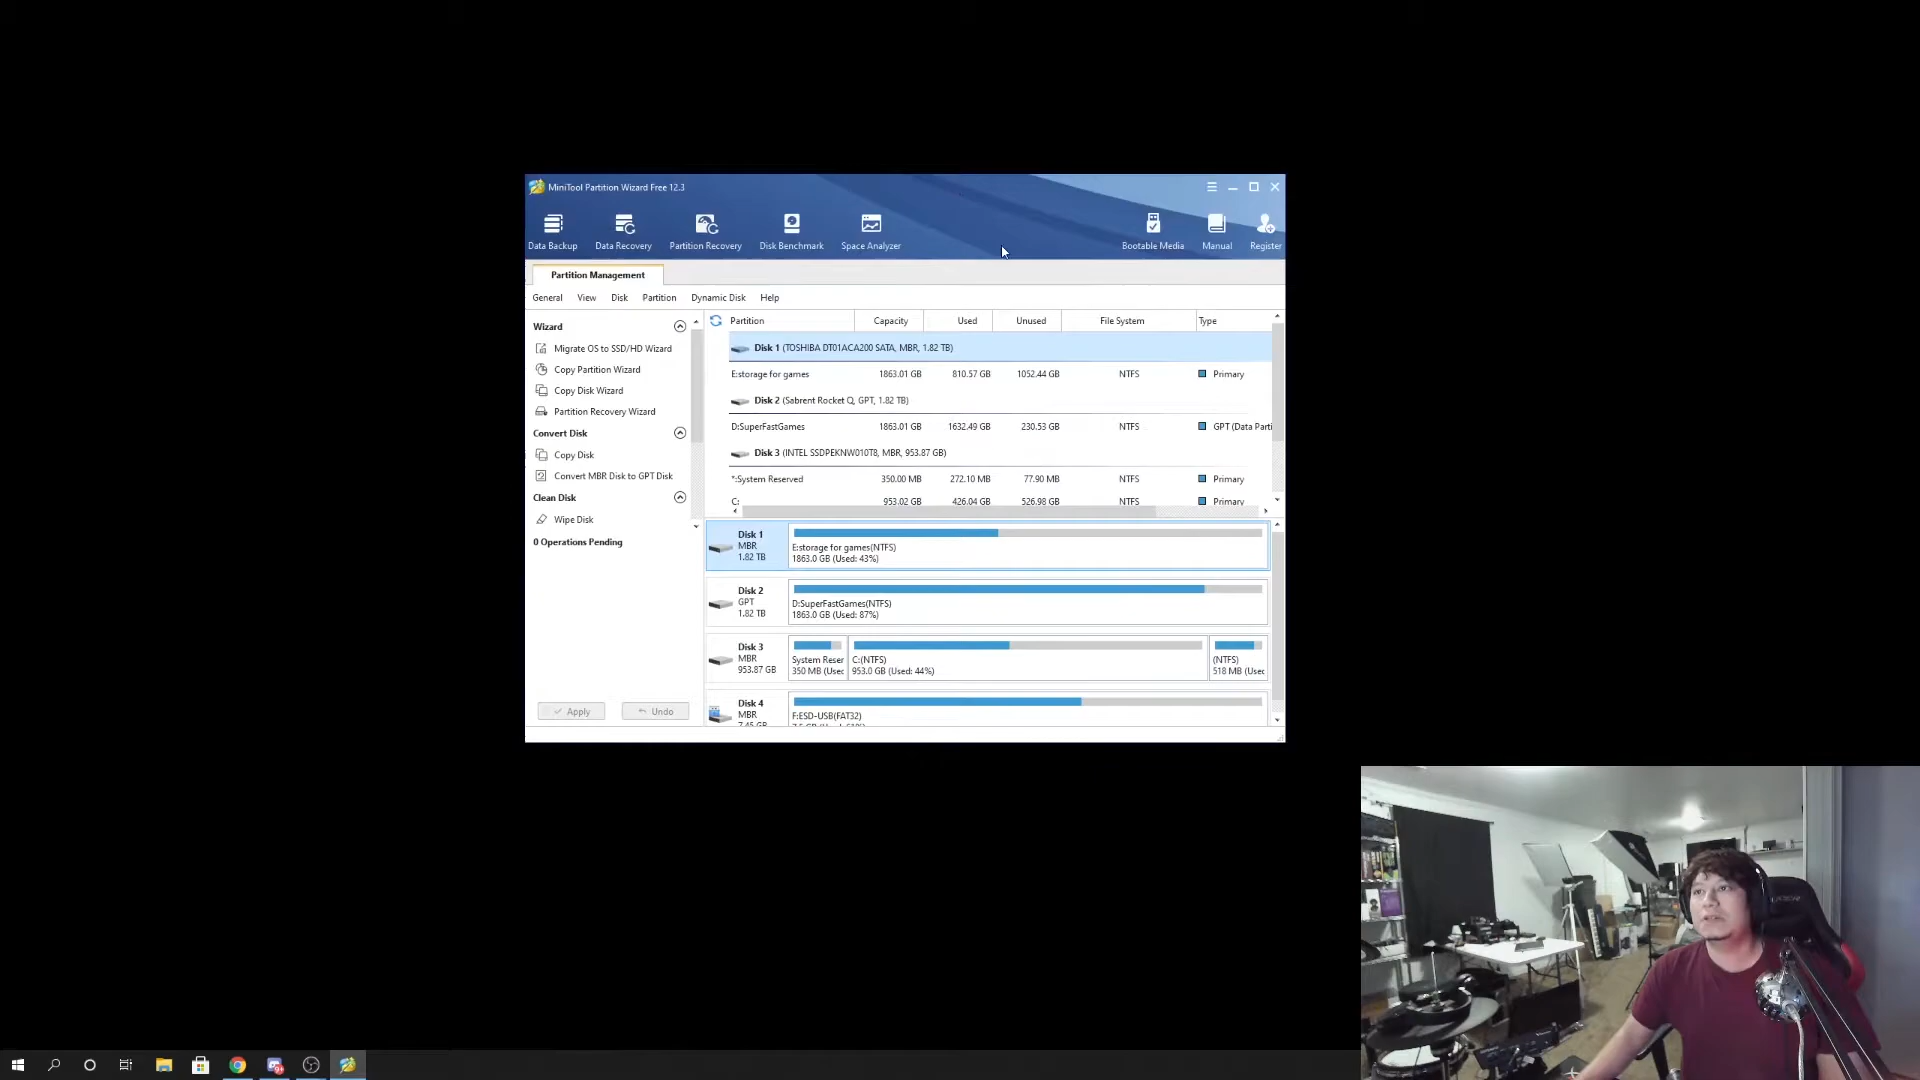 MiniTool Partition Wizard Free 12.3
Data Backup Data Recovery Partition Recovery Disk Benchmark Space Analyzer Bootable Media Manual Register
Partition Management
General View Disk Partition Dynamic Disk Help
Wizard
Migrate OS to SSD/HD Wizard
Copy Partition Wizard
Copy Disk Wizard
Partition Recovery Wizard
Convert Disk
Copy Disk
Convert MBR Disk to GPT Disk
Clean Disk
Wipe Disk
0 Operations Pending
Apply Undo
Partition Capacity Used Unused File System Type
Disk 1 (TOSHIBA DT01ACA200 SATA, MBR, 1.82 TB)
E:storage for games 1863.01 GB 810.57 GB 1052.44 GB NTFS Primary
Disk 2 (Sabrent Rocket Q, GPT, 1.82 TB)
D:SuperFastGames 1863.01 GB 1632.49 GB 230.53 GB NTFS GPT (Data Parti
Disk 3 (INTEL SSDPEKNW010T8, MBR, 953.87 GB)
*:System Reserved 350.00 MB 272.10 MB 77.90 MB NTFS Primary
C: 953.02 GB 426.04 GB 526.98 GB NTFS Primary
Disk 1
MBR
1.82 TB
E:storage for games(NTFS)
1863.0 GB (Used: 43%)
Disk 2
GPT
1.82 TB
D:SuperFastGames(NTFS)
1863.0 GB (Used: 87%)
Disk 3
MBR
953.87 GB
System Reser
350 MB (Usec
C:(NTFS)
953.0 GB (Used: 44%)
(NTFS)
518 MB (Usec
Disk 4
MBR
F:ESD-USB(FAT32)